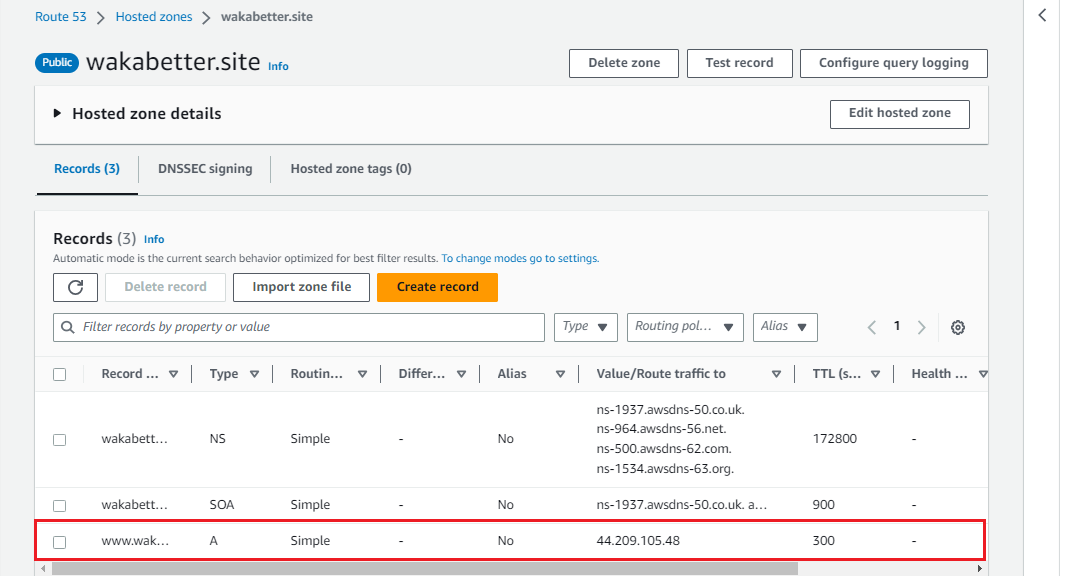 Route 53 > Hosted zones > wakabetter.site
Public wakabetter.site Info
Delete zone Test record Configure query logging
Hosted zone details
Edit hosted zone
Records (3) DNSSEC signing Hosted zone tags (0)
Records (3) Info
Automatic mode is the current search behavior optimized for best filter results. To change modes go to settings.
Delete record Import zone file Create record
Filter records by property or value Type Routing pol... Alias 1
Record ... Type Routin... Differ... Alias Value/Route traffic to TTL (s... Health ...
wakabett... NS Simple - No ns-1937.awsdns-50.co.uk. 172800 -
ns-964.awsdns-56.net.
ns-500.awsdns-62.com.
ns-1534.awsdns-63.org.
wakabett... SOA Simple - No ns-1937.awsdns-50.co.uk. a... 900 -
www.wak... A Simple - No 44.209.105.48 300 -